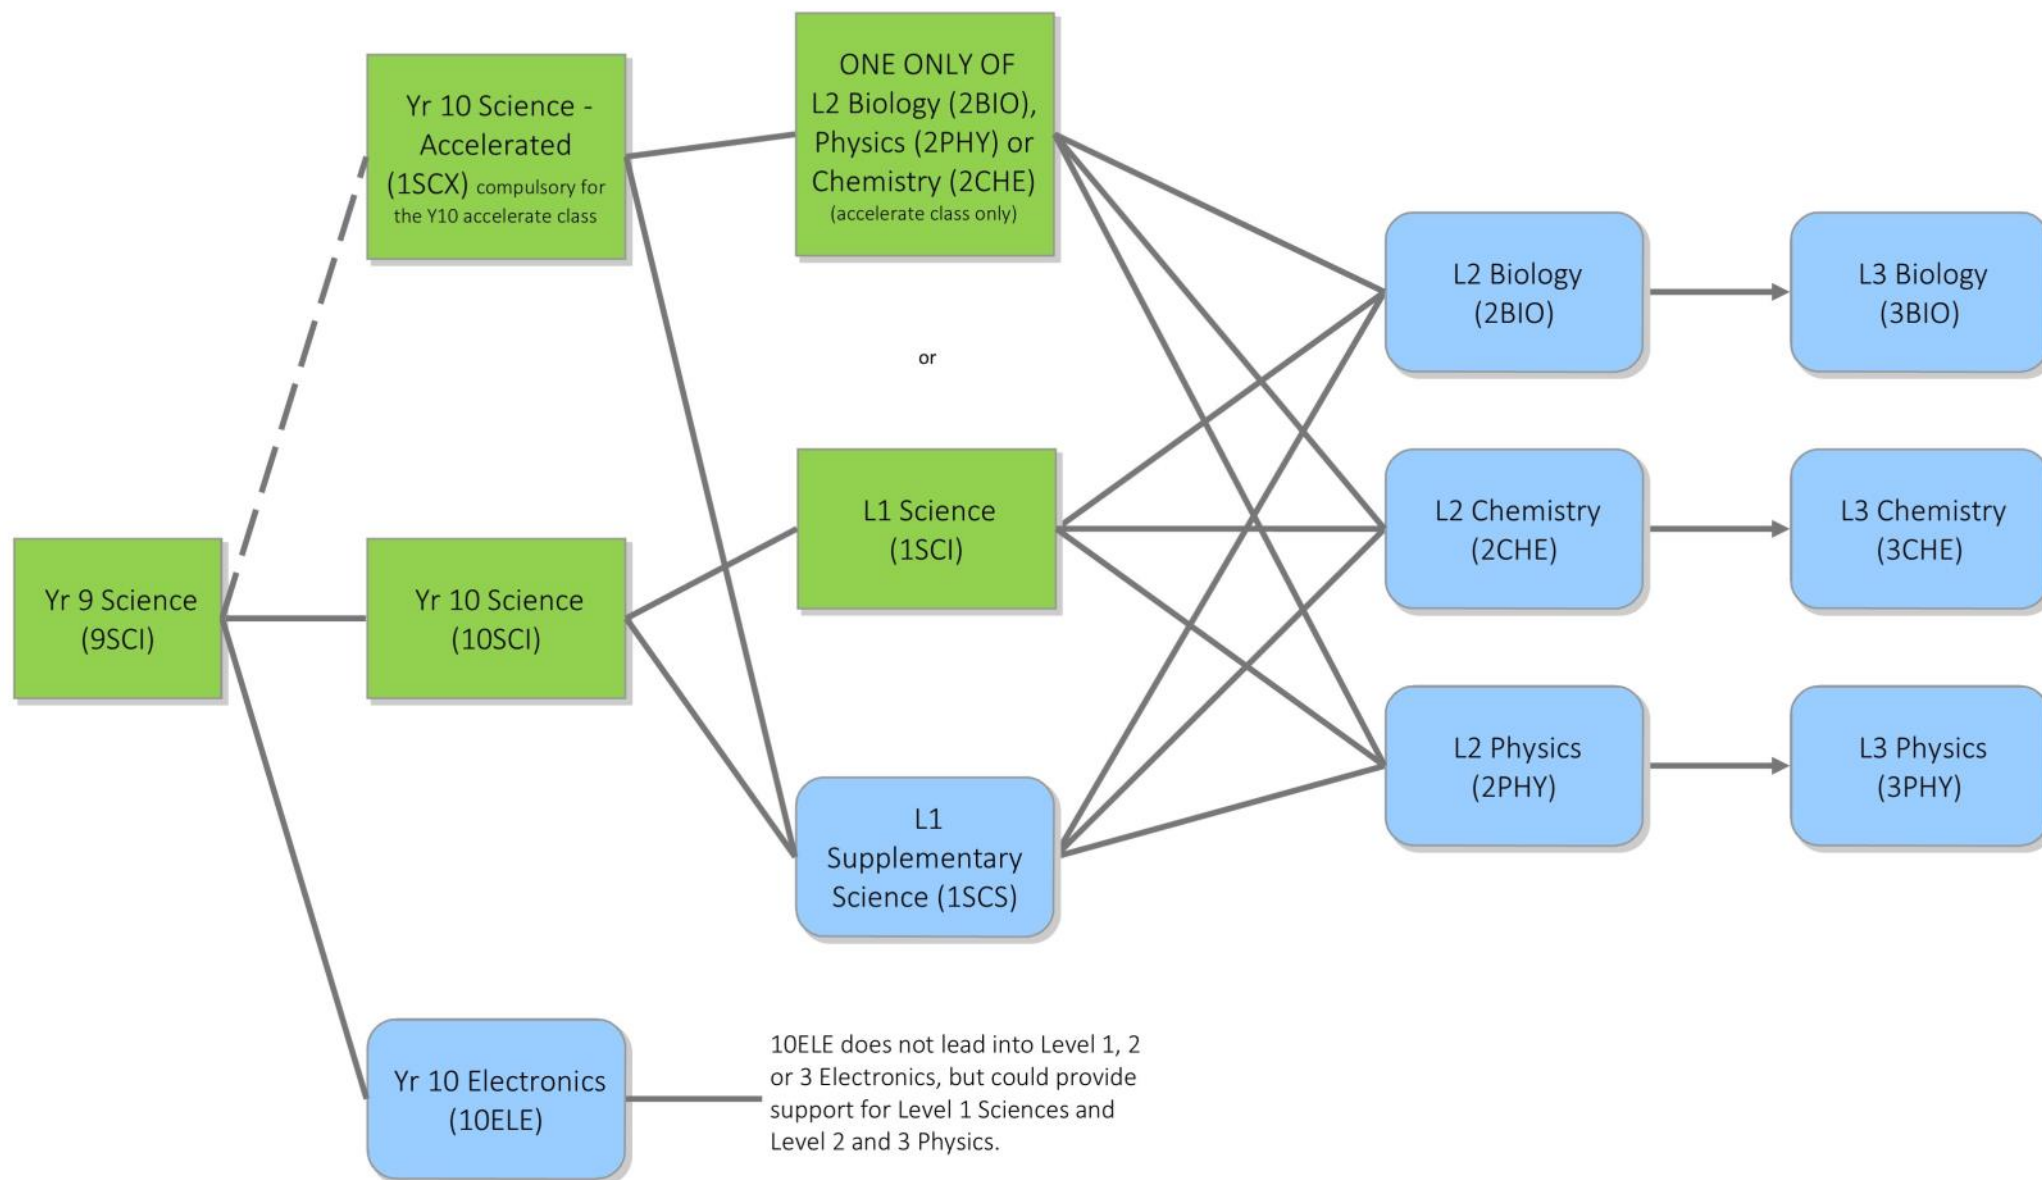 Yr 9 Science
(9SCI)
Yr 10 Science -
Accelerated
(1SCX) compulsory for
the Y10 accelerate class
Yr 10 Science
(10SCI)
Yr 10 Electronics
(10ELE)
ONE ONLY OF
L2 Biology (2BIO),
Physics (2PHY) or
Chemistry (2CHE)
(accelerate class only)
or
L1 Science
(1SCI)
L1
Supplementary
Science (1SCS)
10ELE does not lead into Level 1, 2
or 3 Electronics, but could provide
support for Level 1 Sciences and
Level 2 and 3 Physics.
L2 Biology
(2BIO)
L2 Chemistry
(2CHE)
L2 Physics
(2PHY)
L3 Biology
(3BIO)
L3 Chemistry
(3CHE)
L3 Physics
(3PHY)